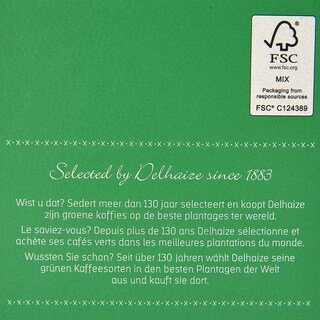 FSC
www.fsc.org
MIX
Packaging from
responsible sources
FSC® C124389
Selected by Delhaize since 1883
Wist u dat? Sedert meer dan 130 jaar selecteert en koopt Delhaize
zijn groene koffies op de beste plantages ter wereld.
Le saviez-vous? Depuis plus de 130 ans Delhaize sélectionne et
achète ses cafés verts dans les meilleures plantations du monde.
Wussten Sie schon? Seit über 130 Jahren wählt Delhaize seine
grünen Kaffeesorten in den besten Plantagen der Welt
aus und kauft sie dort.